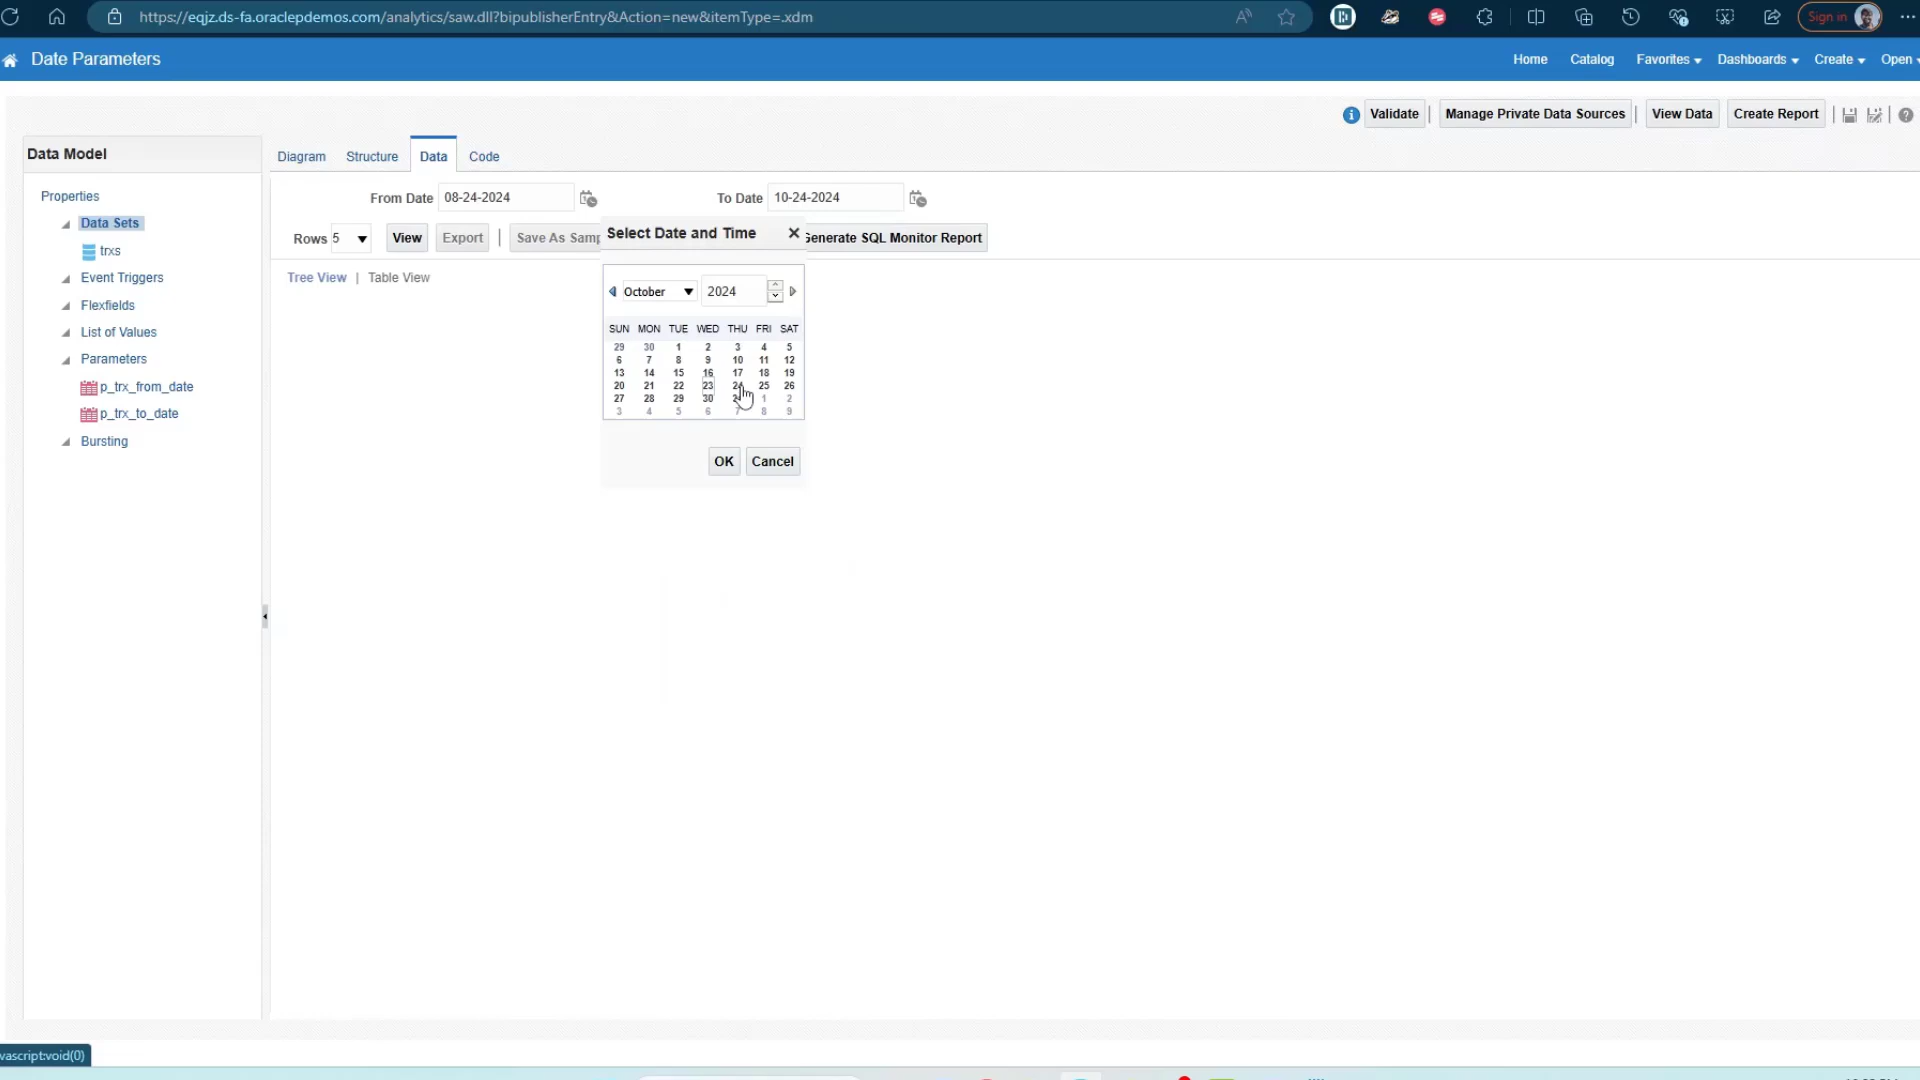 https://eqjz.ds-fa.oraclepdemos.com/analytics/saw.dll?bipublisherEntry&Action=new&itemType=.xdm
Sign in
Date Parameters
Home Catalog Favorites Dashboards Create Open
Validate Manage Private Data Sources View Data Create Report
Data Model
Diagram Structure Data Code
Properties
Data Sets
trxs
Event Triggers
Flexfields
List of Values
Parameters
p_trx_from_date
p_trx_to_date
Bursting
From Date 08-24-2024 To Date 10-24-2024
Rows 5 View Export Save As Samp Generate SQL Monitor Report
Tree View | Table View
Select Date and Time
October 2024
SUN MON TUE WED THU FRI SAT
29 30 1 2 3 4 5
6 7 8 9 10 11 12
13 14 15 16 17 18 19
20 21 22 23 24 25 26
27 28 29 30 1 2
3 4 5 6 7 8 9
OK Cancel
vascript:void(0)